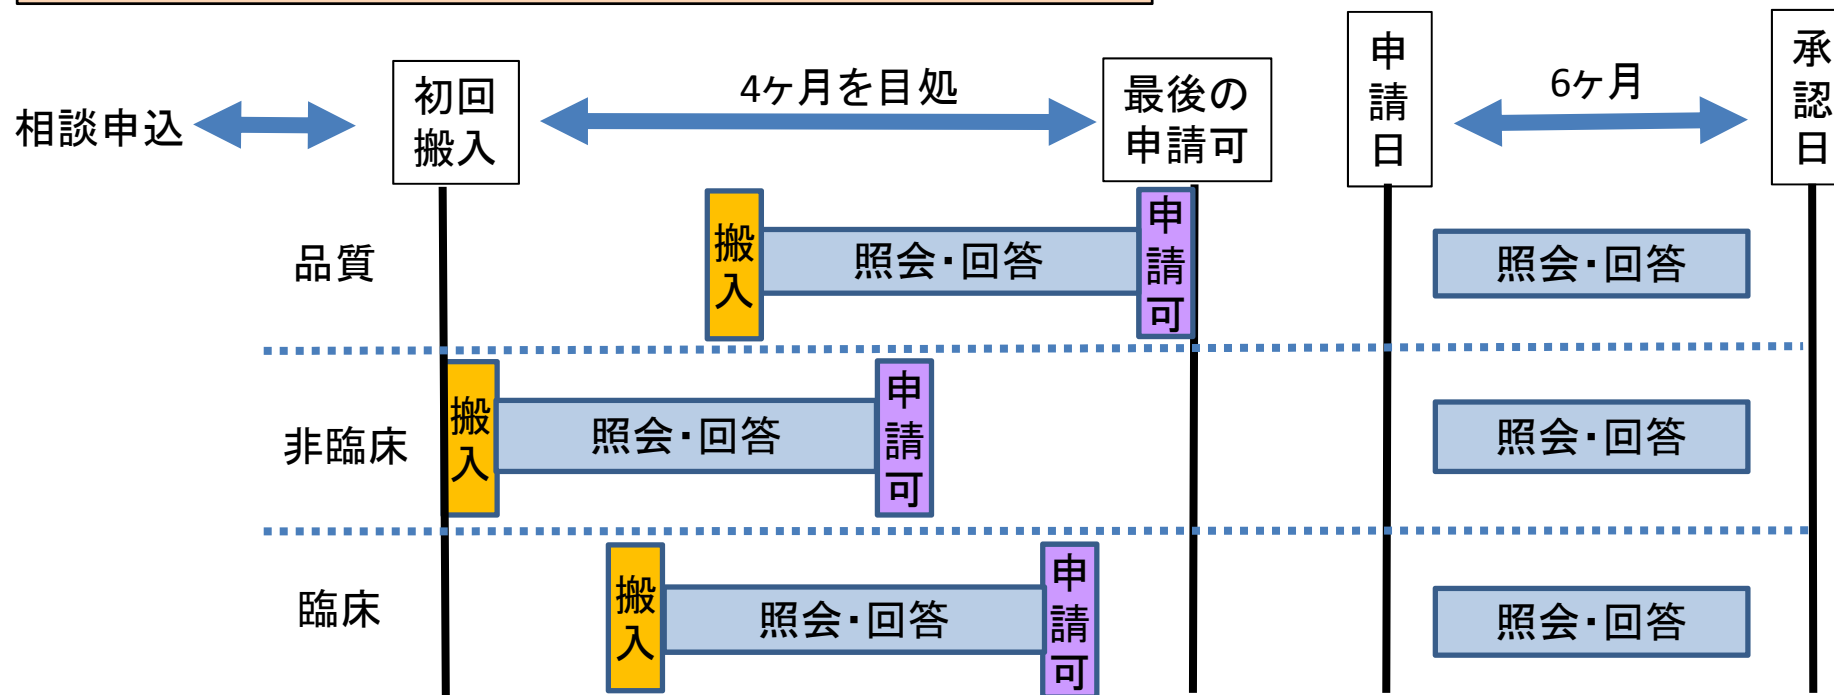 相談申込
初回
搬入
4ヶ月を目処
最後の
申請可
申請日
6ヶ月
承認日
品質
搬入
照会・回答
申請可
照会・回答
非臨床
搬入
照会・回答
申請可
照会・回答
臨床
搬入
照会・回答
申請可
照会・回答